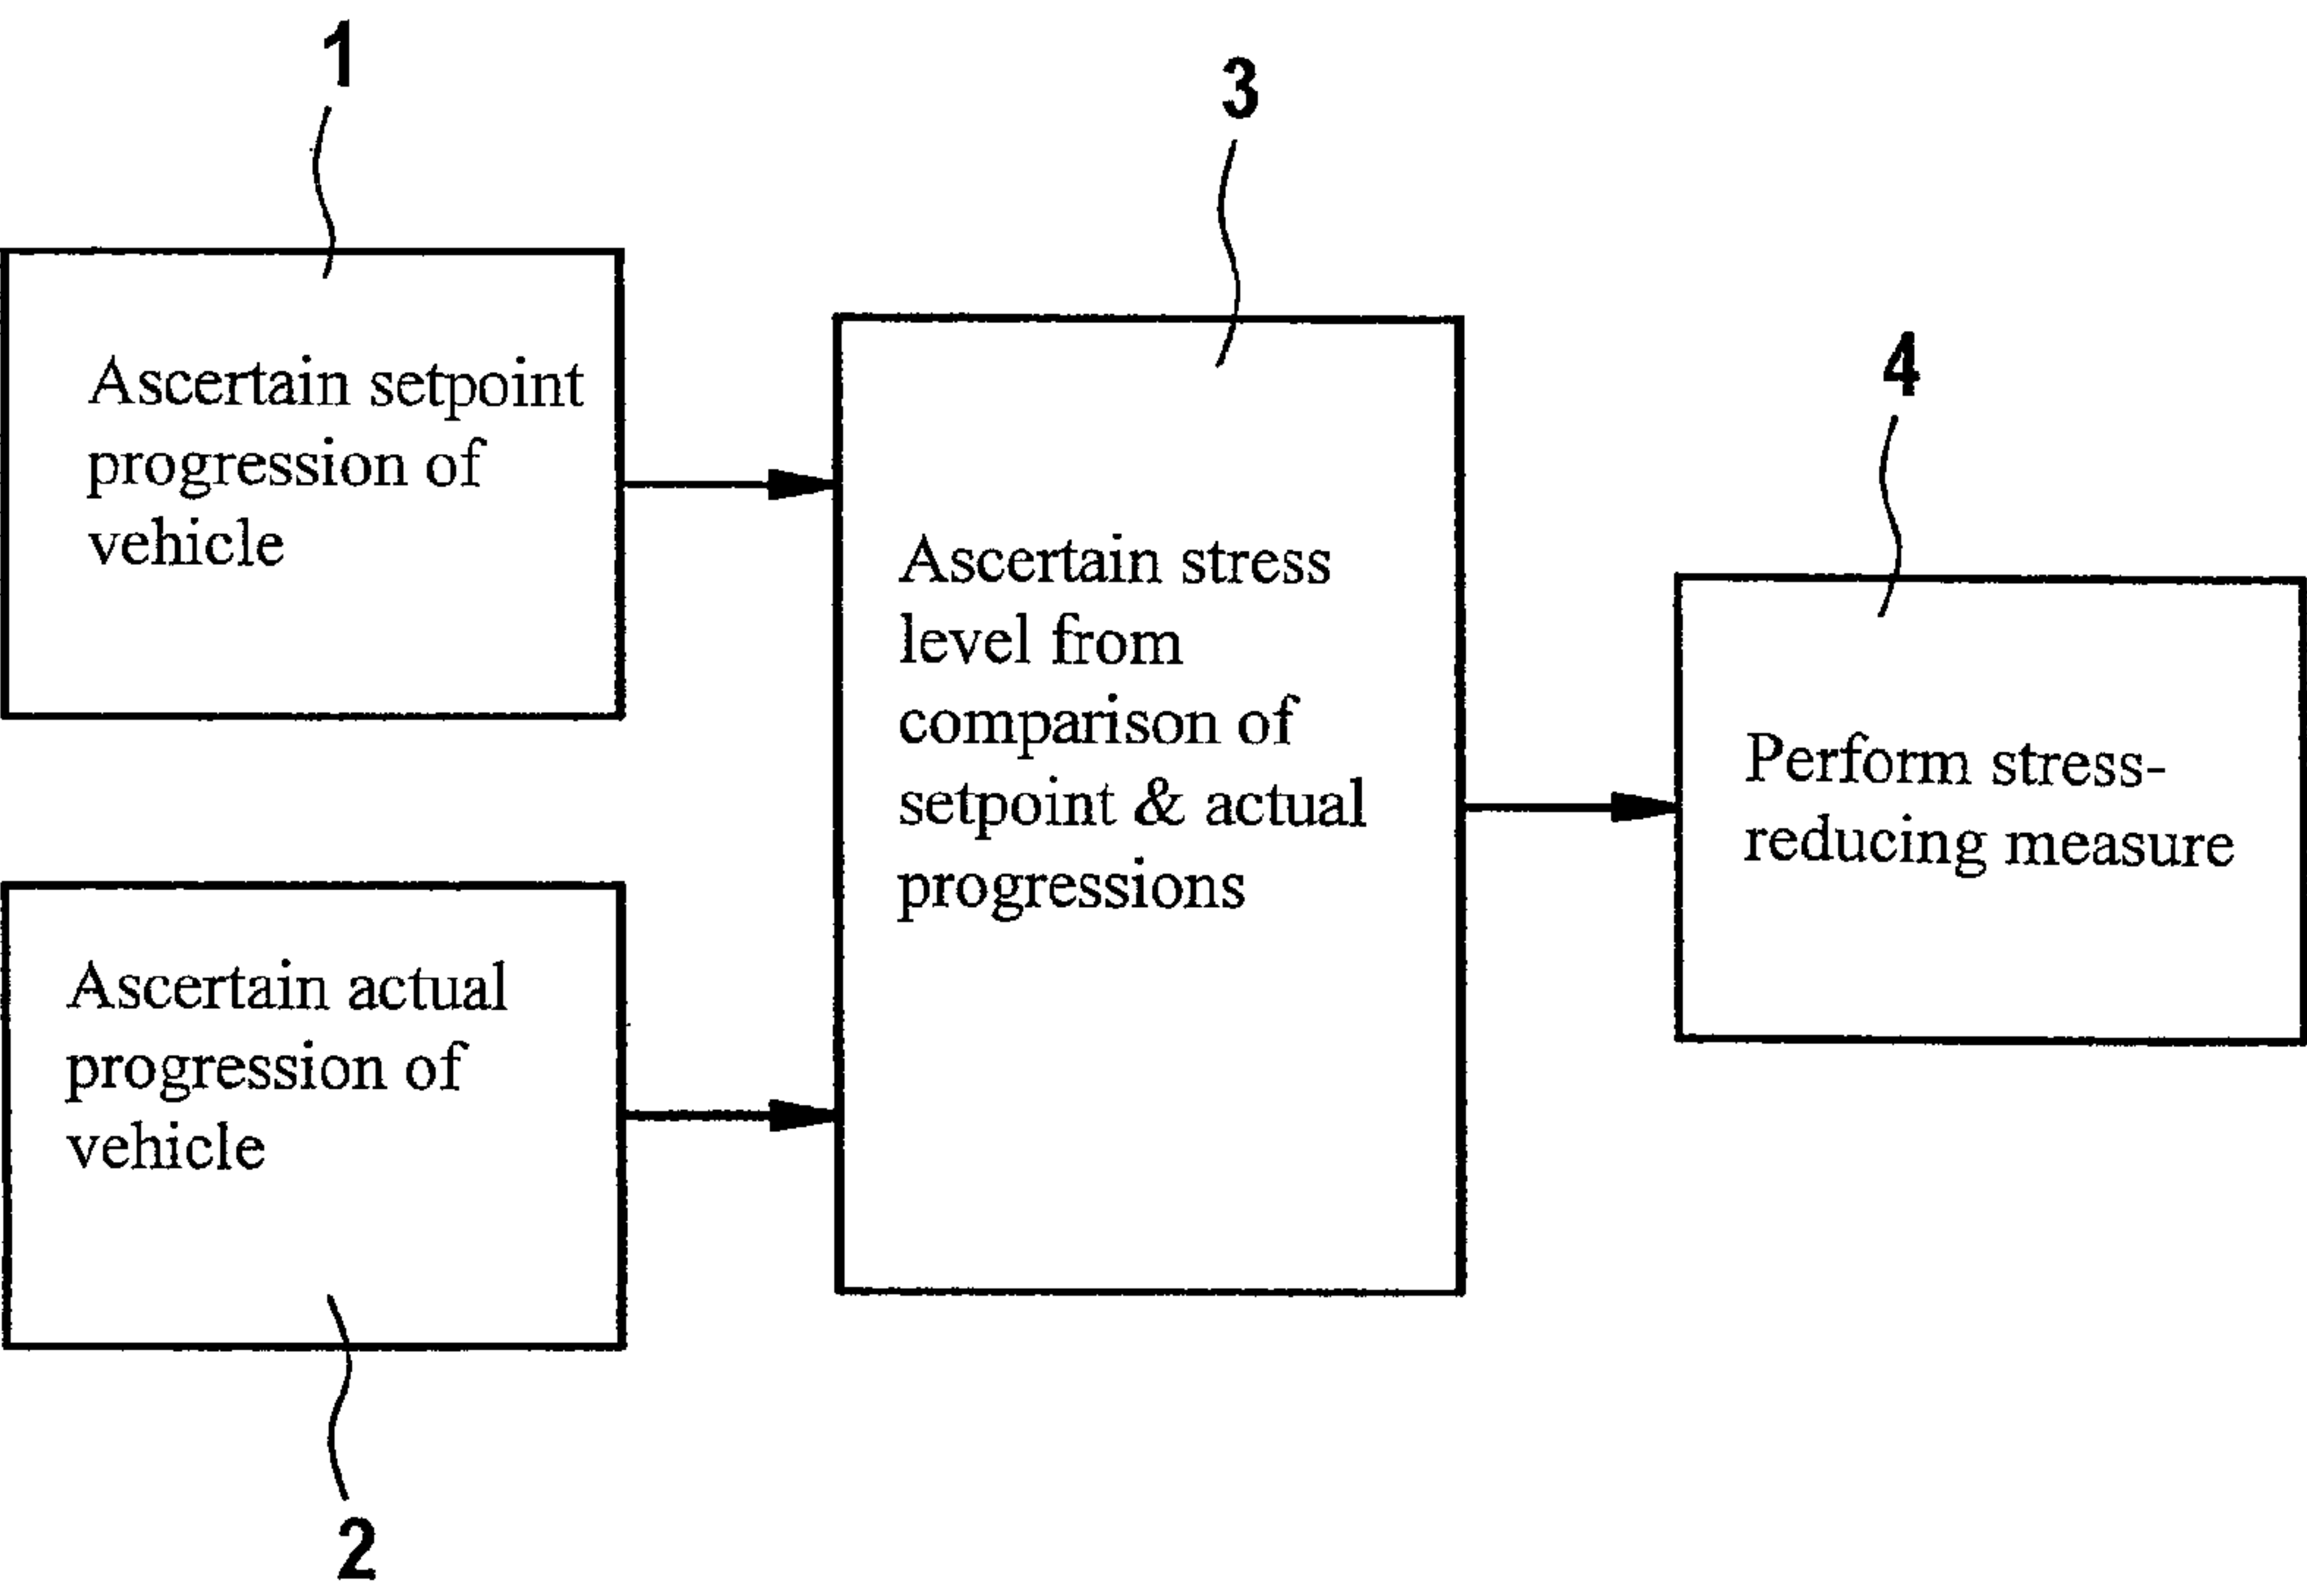 1
Ascertain setpoint
progression of
vehicle
2
Ascertain actual
progression of
vehicle
3
Ascertain stress
level from
comparison of
setpoint & actual
progressions
4
Perform stress-
reducing measure